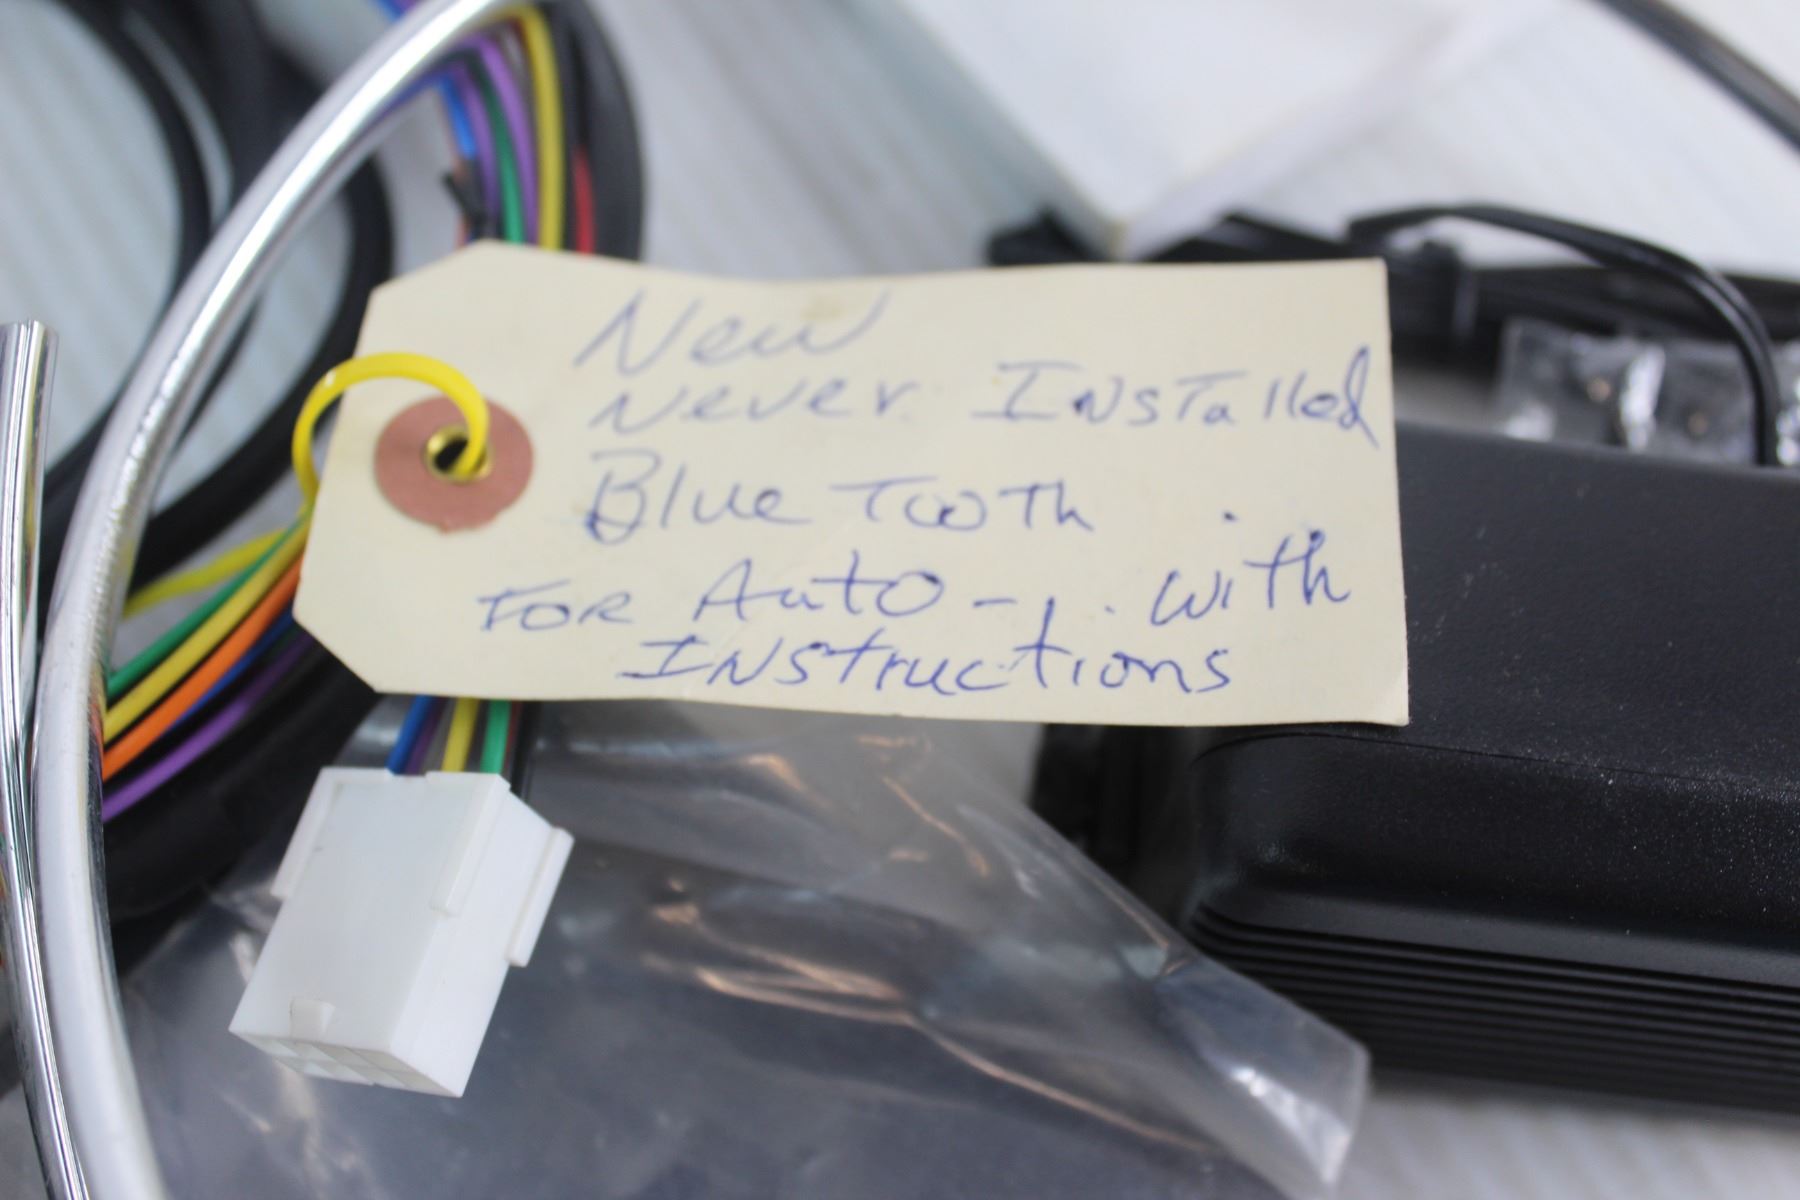 New
Never Installed
Blue Tooth
For Auto - with
Instructions